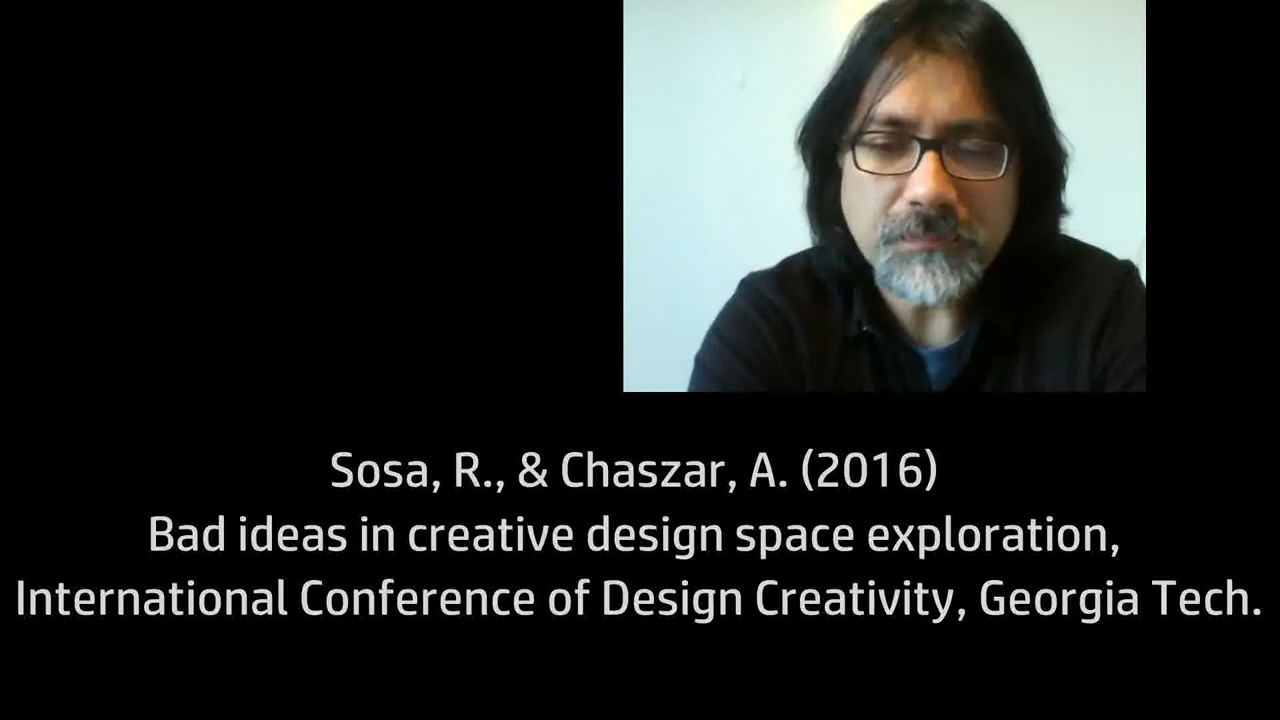 Sosa, R., & Chaszar, A. (2016)
Bad ideas in creative design space exploration,
International Conference of Design Creativity, Georgia Tech.